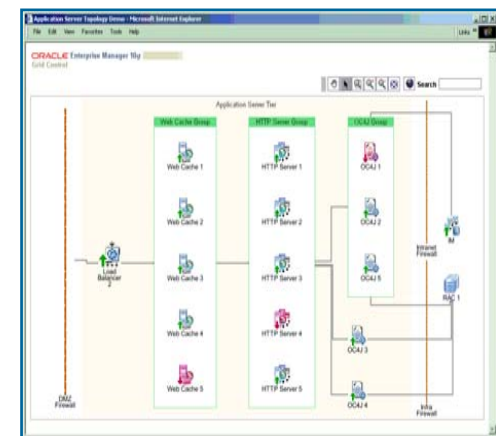 Application Server Topology Demo - Microsoft Internet Explorer
File Edit View Favorites Tools Help
Links
ORACLE Enterprise Manager 10g
Grid Control
Search
Application Server Tier
Web Cache Group
HTTP Server Group
OC4J Group
Web Cache 1
HTTP Server 1
OC4J 1
Web Cache 2
HTTP Server 2
OC4J 2
IM
Intranet
Firewall
Load
Balancer
2
Web Cache 3
HTTP Server 3
OC4J 5
RAC 1
Web Cache 4
HTTP Server 4
OC4J 3
Web Cache 5
HTTP Server 5
OC4J 4
DMZ
Firewall
Infra
Firewall